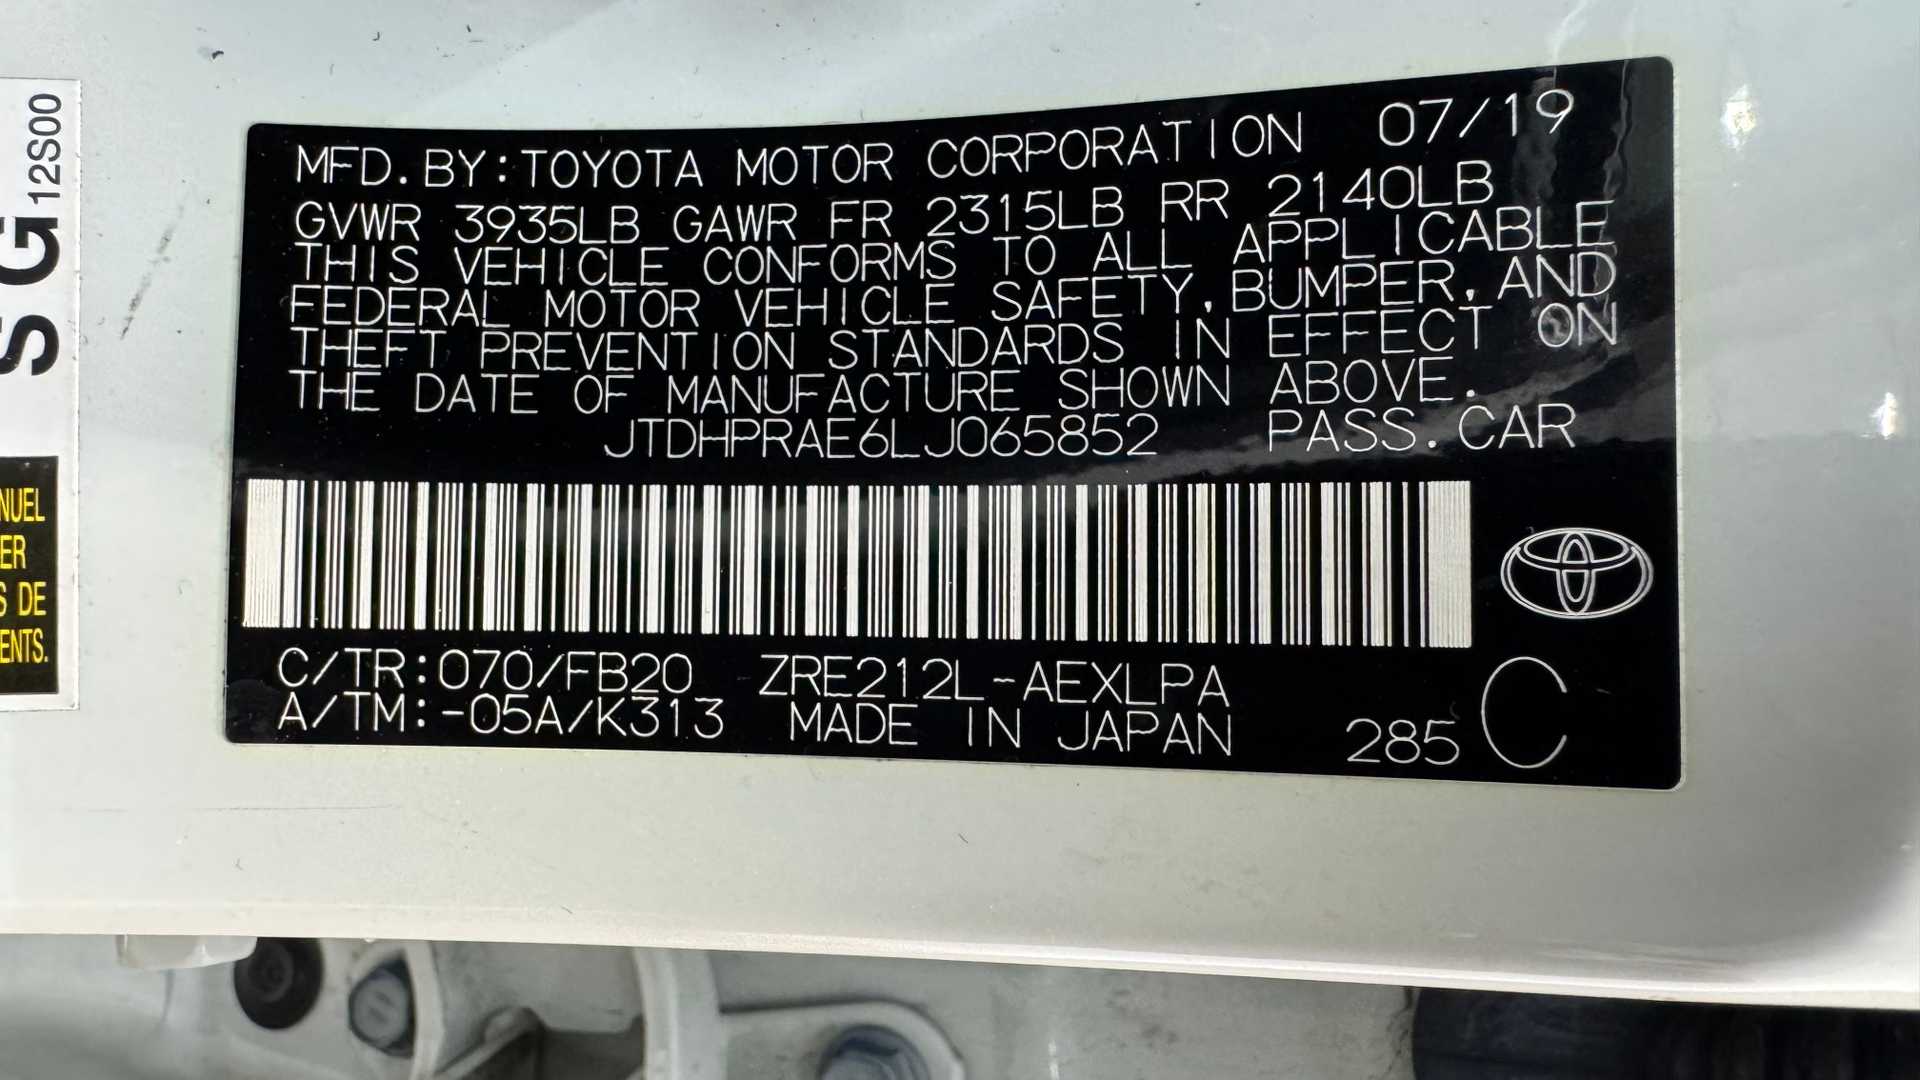 S G 12S00
NUEL
ER
S DE
ENTS.
MFD. BY: TOYOTA MOTOR CORPORATION 07/19
GVWR 3935LB GAWR FR 2315LB RR 2140LB
THIS VEHICLE CONFORMS TO ALL APPLICABLE
FEDERAL MOTOR VEHICLE SAFETY, BUMPER, AND
THEFT PREVENTION STANDARDS IN EFFECT ON
THE DATE OF MANUFACTURE SHOWN ABOVE.
JTDHPRAE6LJ065852 PASS. CAR
C/TR: 070/FB20 ZRE212L-AEXLPA
A/TM: -05A/K313 MADE IN JAPAN 285 C